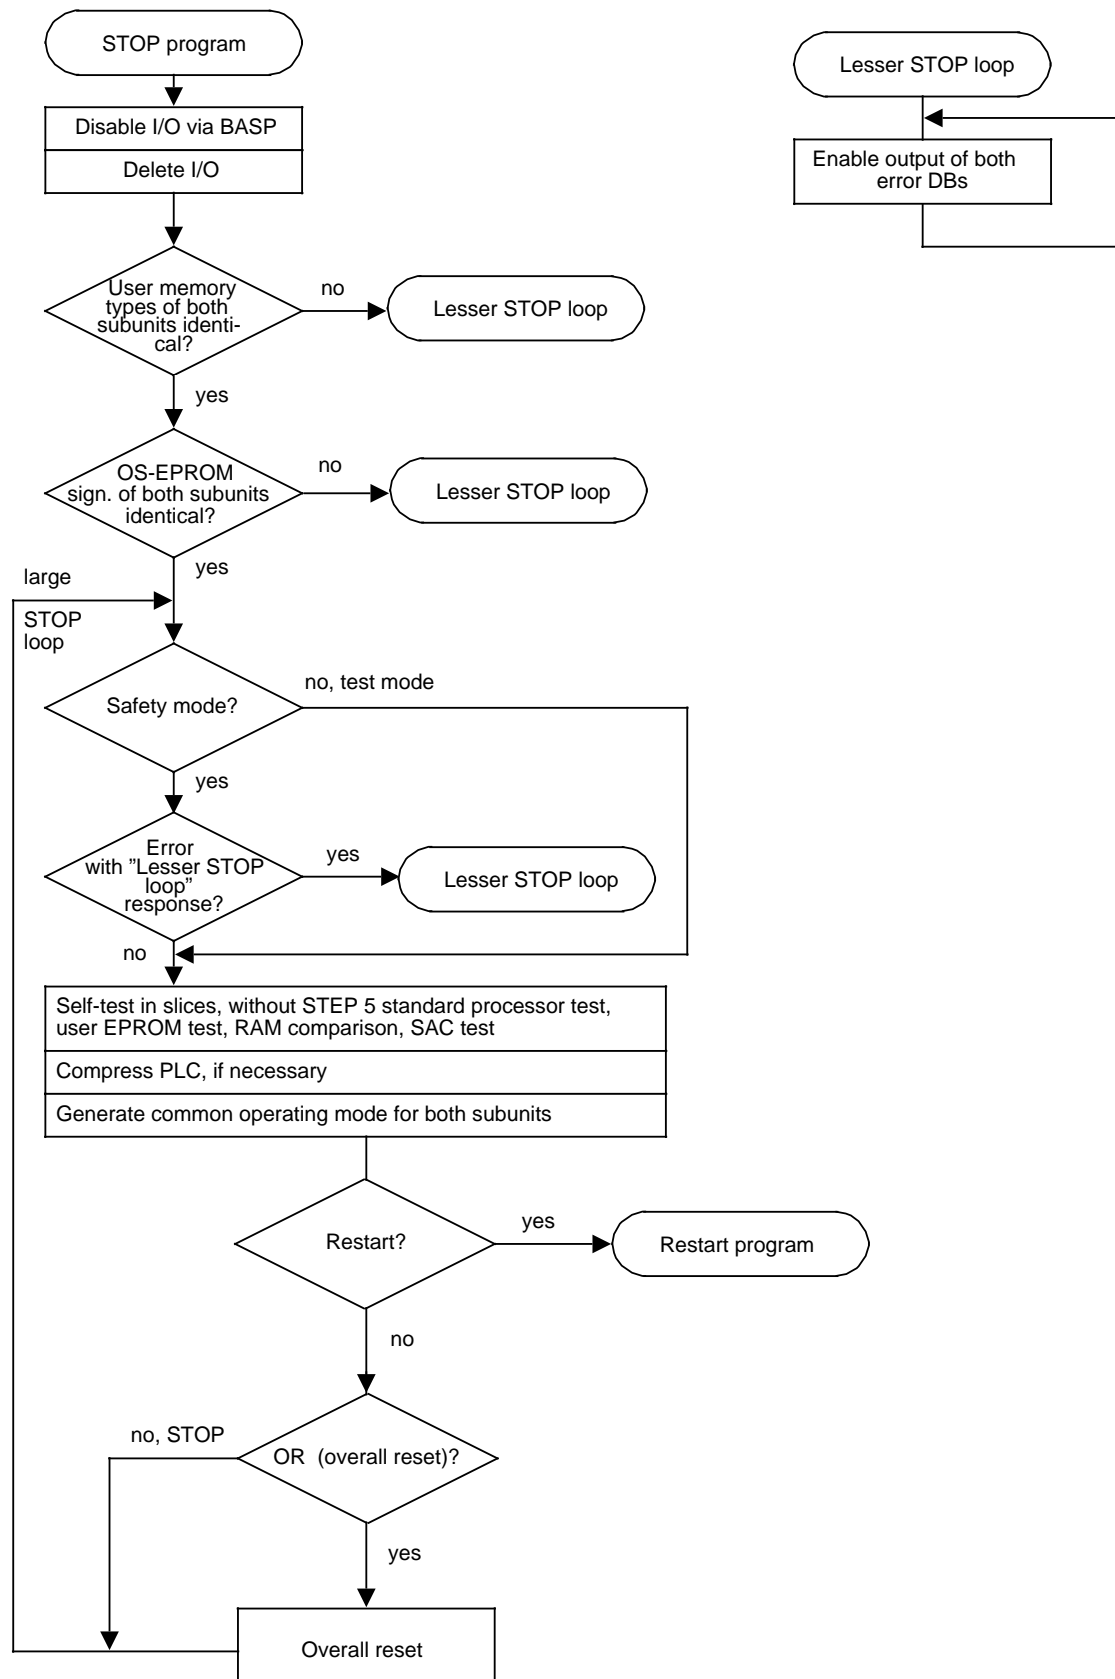 STOP program
Lesser STOP loop
Disable I/O via BASP
Delete I/O
Enable output of both
error DBs
User memory
types of both
subunits identi-
cal?
no
Lesser STOP loop
yes
OS-EPROM
sign. of both subunits
identical?
no
Lesser STOP loop
yes
large
STOP
loop
Safety mode?
no, test mode
yes
Error
with ”Lesser STOP
loop”
response?
yes
Lesser STOP loop
no
Self-test in slices, without STEP 5 standard processor test,
user EPROM test, RAM comparison, SAC test
Compress PLC, if necessary
Generate common operating mode for both subunits
Restart?
yes
Restart program
no
no, STOP
OR (overall reset)?
yes
Overall reset